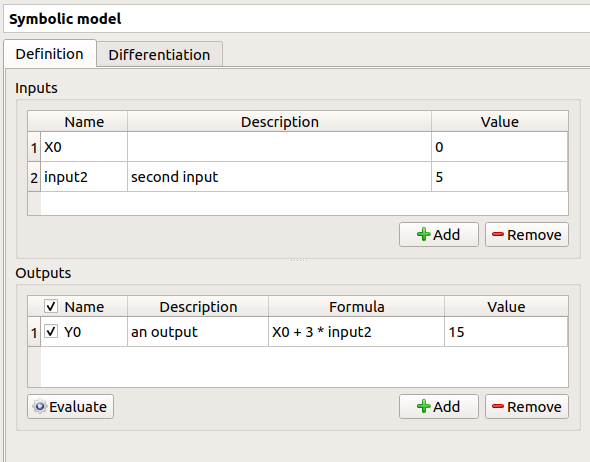 Symbolic model
Definition Differentiation
Inputs
Name Description Value
1 X0 0
2 input2 second input 5
Add Remove
Outputs
Name Description Formula Value
1 Y0 an output X0 + 3 * input2 15
Evaluate Add Remove